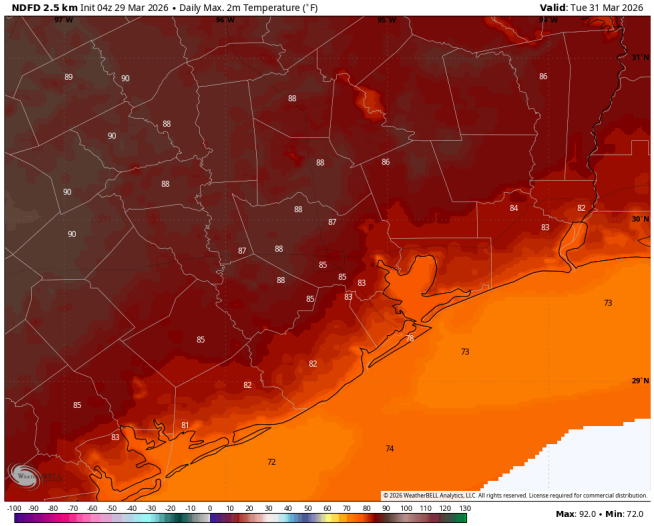 NDFD 2.5 km Init 04z 29 Mar 2026 • Daily Max. 2m Temperature (°F)
Valid: Tue 31 Mar 2026
97°W 96°W 95°W 94°W
31°N
89 90 86
88
88 90
88 86
88 90
88 84 82
30°N
87 83
90
87 88
85
88 85 83
85 83 73
78
85 73
82
29°N
82
85
81
83
74
72
WeatherBELL
© 2026 WeatherBELL Analytics, LLC. All rights reserved. License required for commercial distribution.
-100 -90 -80 -70 -60 -50 -40 -30 -20 -10 0 10 20 30 40 50 60 70 80 90 100 110 120 130
Max: 92.0 • Min: 72.0